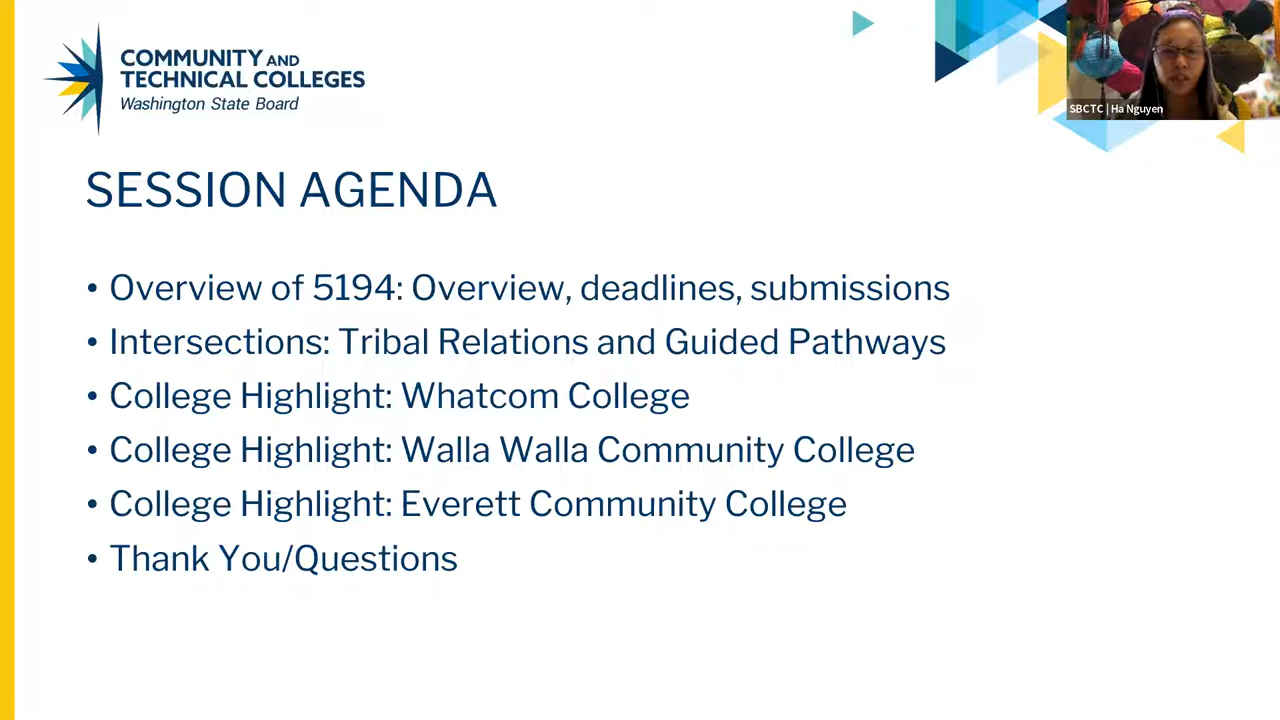 COMMUNITY AND
TECHNICAL COLLEGES
Washington State Board
SBCTC | Ha Nguyen
SESSION AGENDA
• Overview of 5194: Overview, deadlines, submissions
• Intersections: Tribal Relations and Guided Pathways
• College Highlight: Whatcom College
• College Highlight: Walla Walla Community College
• College Highlight: Everett Community College
• Thank You/Questions